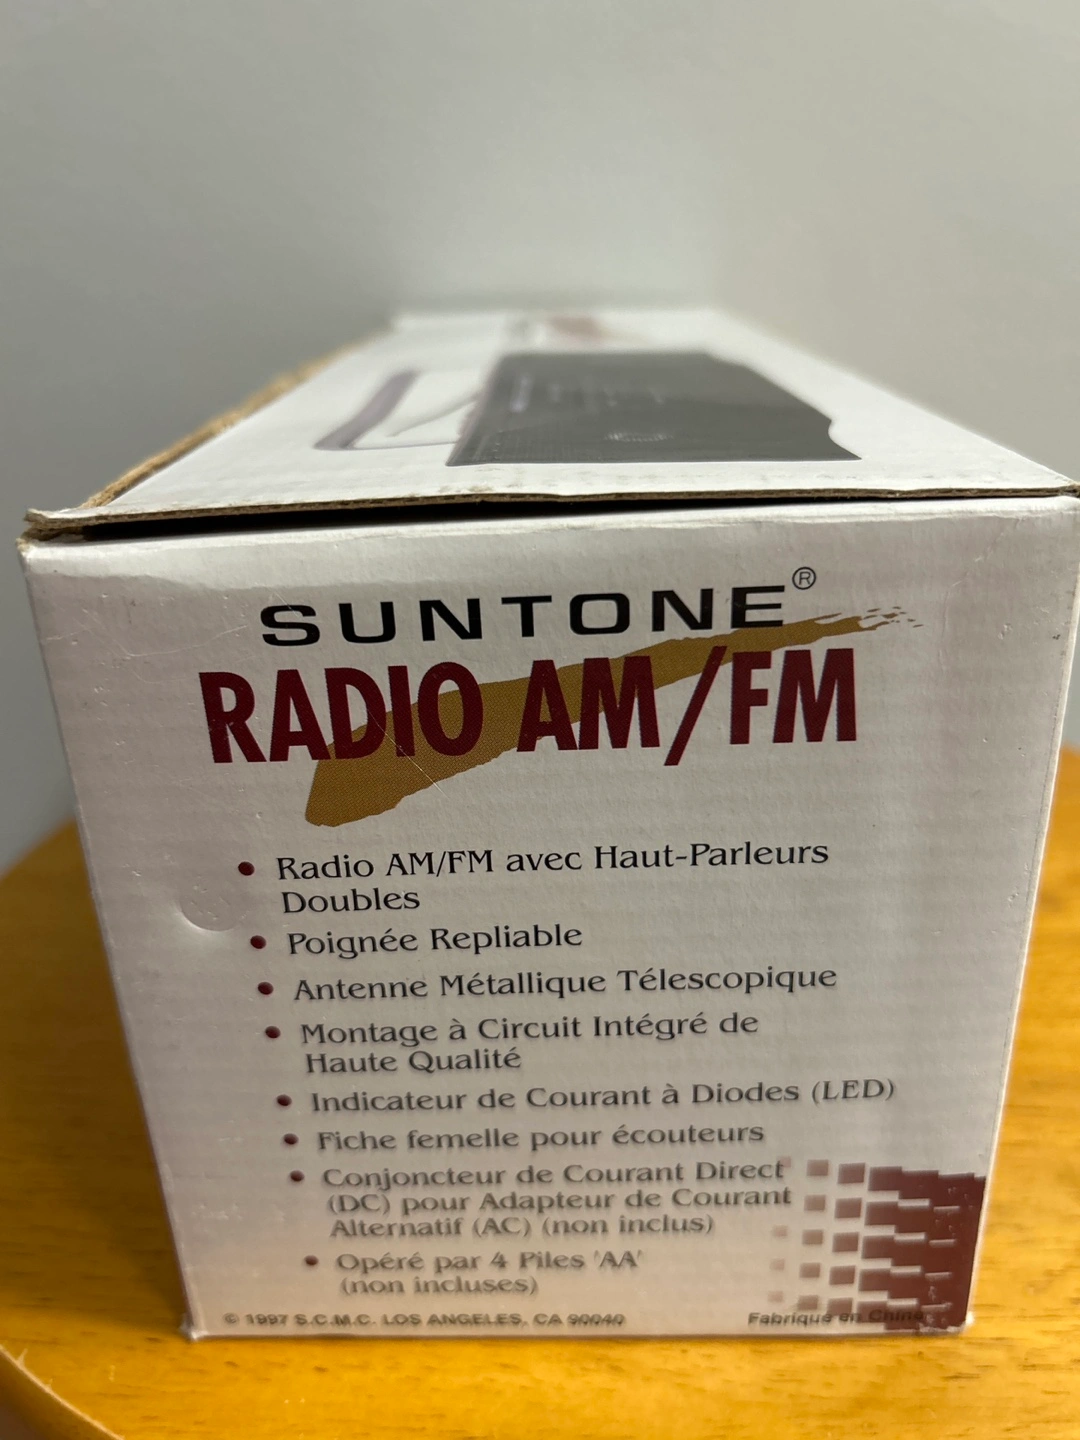 SUNTONE®
RADIO AM/FM
• Radio AM/FM avec Haut-Parleurs
Doubles
• Poignée Repliable
• Antenne Métallique Télescopique
• Montage à Circuit Intégré de
Haute Qualité
• Indicateur de Courant à Diodes (LED)
• Fiche femelle pour écouteurs
• Conjoncteur de Courant Direct
(DC) pour Adapteur de Courant
Alternatif (AC) (non inclus)
• Opéré par 4 Piles 'AA'
(non incluses)
© 1997 S.C.M.C. LOS ANGELES, CA 90040
Fabrique en Chine